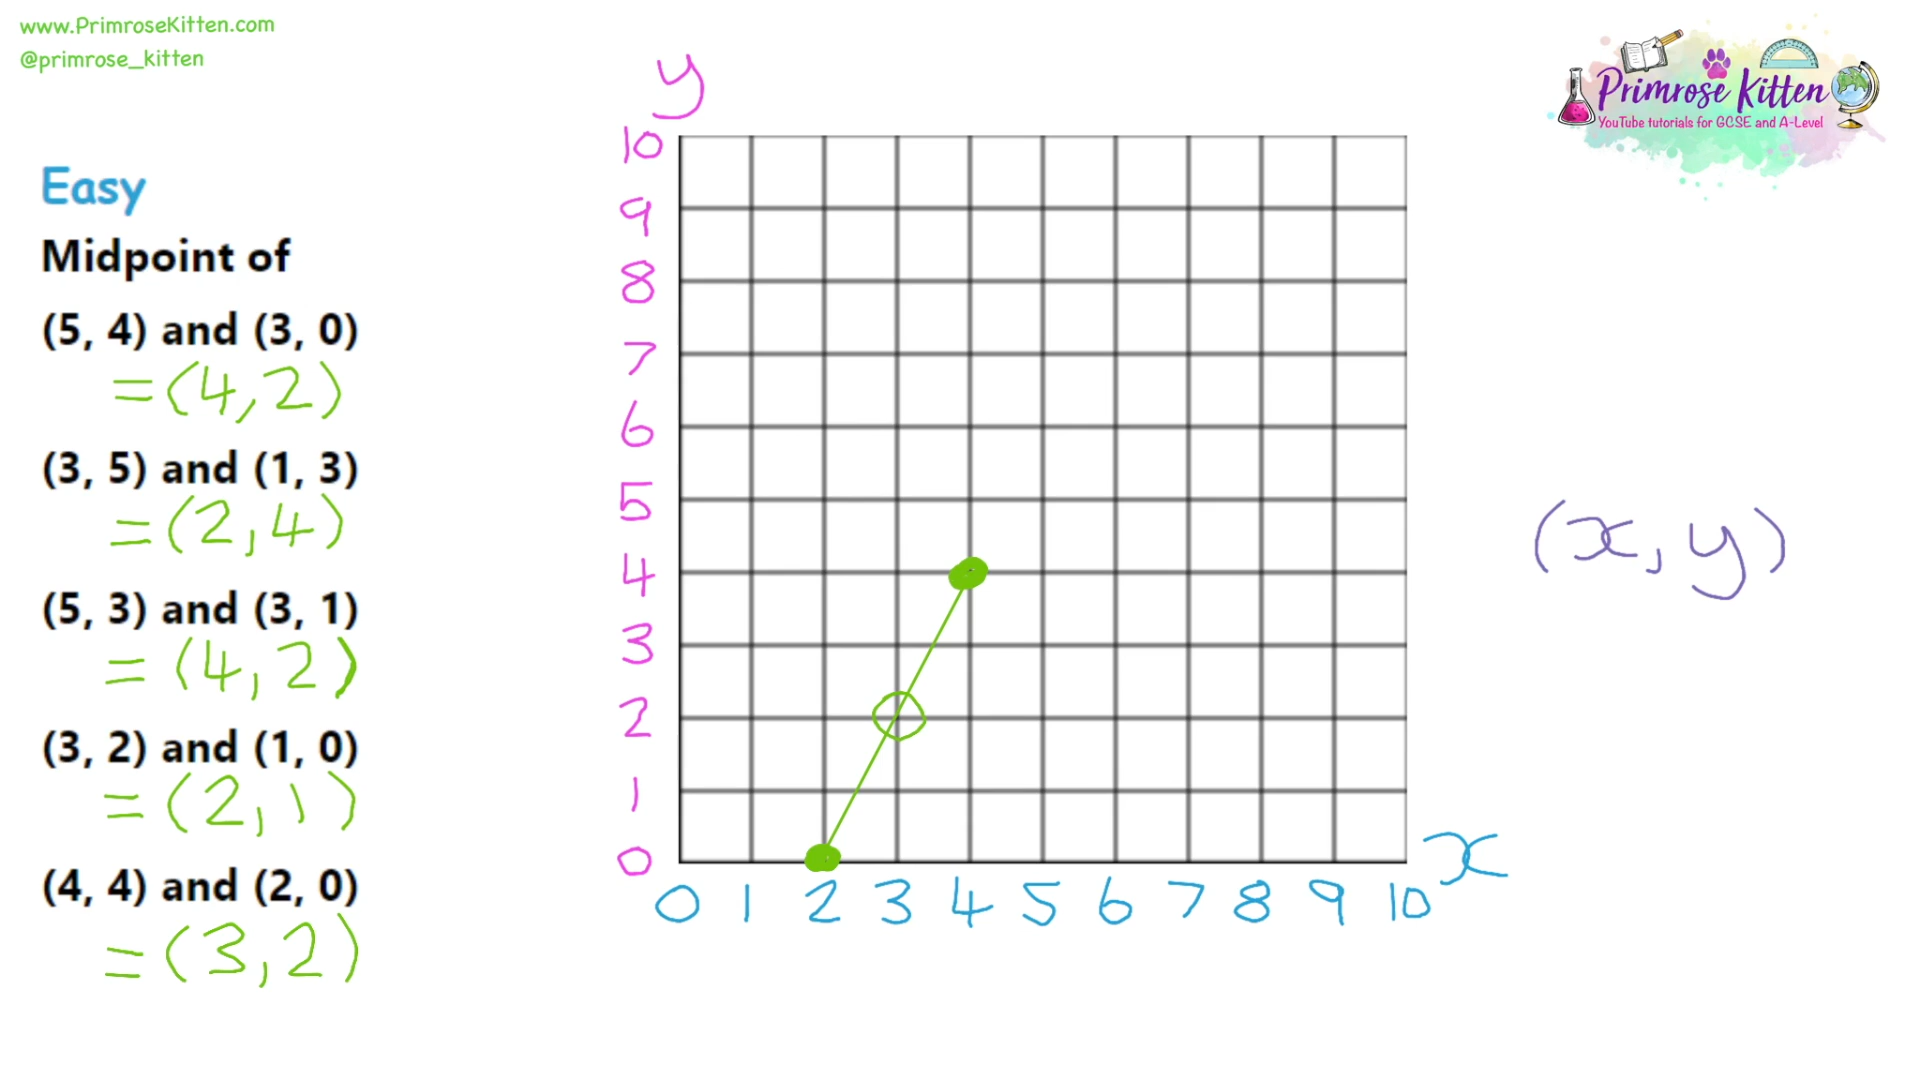 www.PrimroseKitten.com
@primrose_kitten
Primrose Kitten
YouTube tutorials for GCSE and A-Level
Easy
Midpoint of
(5, 4) and (3, 0)
=(4,2)
(3, 5) and (1, 3)
=(2,4)
(5, 3) and (3, 1)
=(4,2)
(3, 2) and (1, 0)
=(2,1)
(4, 4) and (2, 0)
=(3,2)
y
10
9
8
7
6
5
4
3
2
1
0
0 1 2 3 4 5 6 7 8 9 10
x
(x,y)